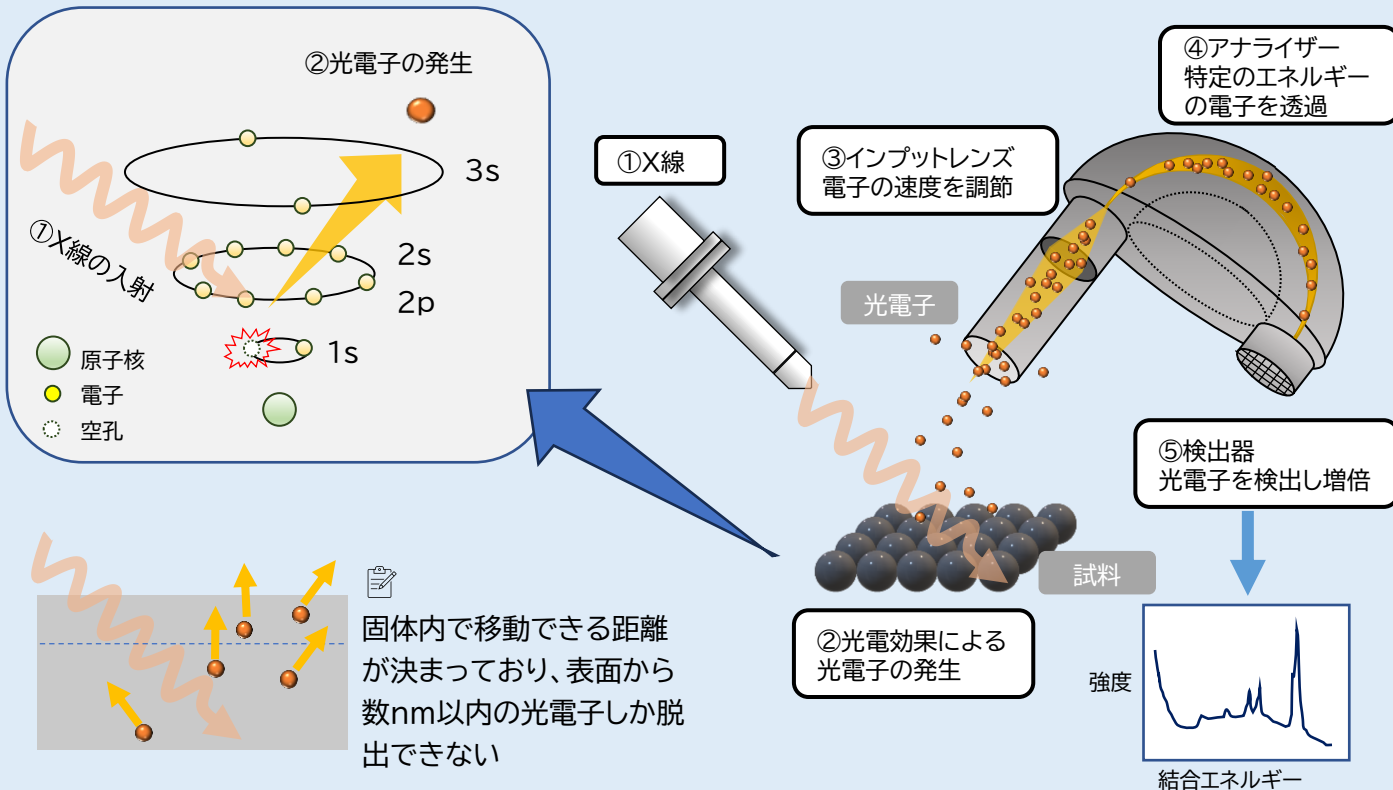 ②光電子の発生
3s
①X線の入射
2s
2p
1s
原子核
電子
空孔
①X線
③インプットレンズ
電子の速度を調節
④アナライザー
特定のエネルギー
の電子を透過
光電子
試料
②光電効果による
光電子の発生
⑤検出器
光電子を検出し増倍
強度
結合エネルギー
固体内で移動できる距離
が決まっており、表面から
数nm以内の光電子しか脱
出できない